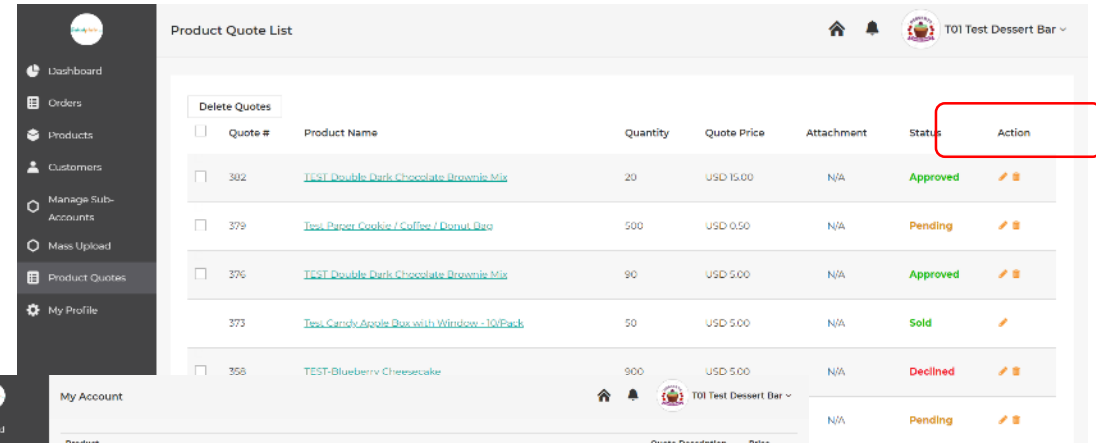 Product Quote List
T01 Test Dessert Bar
Dashboard
Orders
Products
Customers
Manage Sub-
Accounts
Mass Upload
Product Quotes
My Profile
Delete Quotes
Quote # Product Name Quantity Quote Price Attachment Status Action
382 TEST Double Dark Chocolate Brownie Mix 20 USD 15.00 N/A Approved
379 Test Paper Cookie / Coffee / Donut Bag 500 USD 0.50 N/A Pending
376 TEST Double Dark Chocolate Brownie Mix 90 USD 5.00 N/A Approved
373 Test Candy Apple Box with Window - 10/Pack 50 USD 5.00 N/A Sold
358 TEST-Blueberry Cheesecake 900 USD 5.00 N/A Declined
N/A Pending
My Account
T01 Test Dessert Bar
Product Quote Description Price